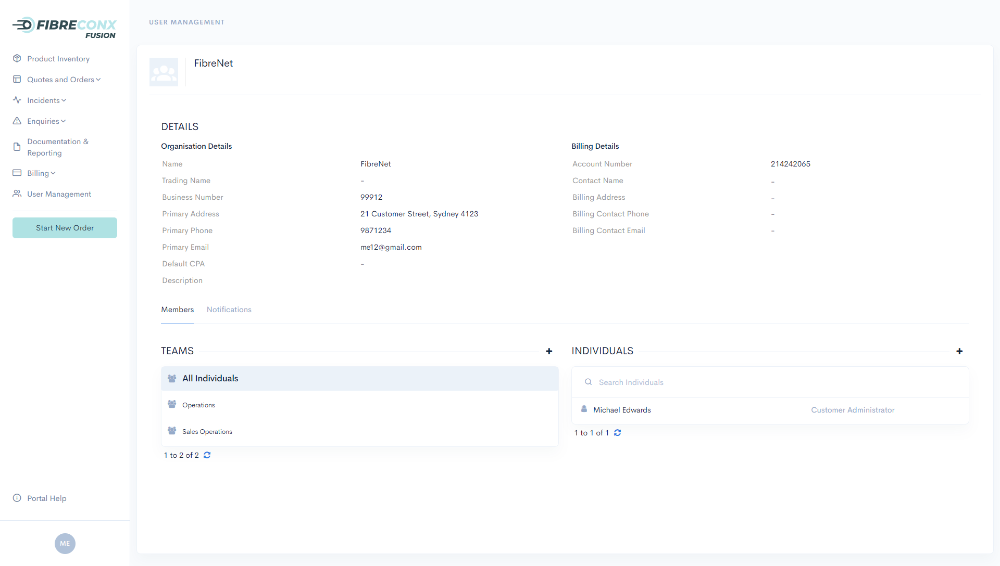 FIBRECONX
FUSION
Product Inventory
Quotes and Orders
Incidents
Enquiries
Documentation &
Reporting
Billing
User Management
Start New Order
Portal Help
ME
USER MANAGEMENT
FibreNet
DETAILS
Organisation Details
Name FibreNet
Trading Name -
Business Number 99912
Primary Address 21 Customer Street, Sydney 4123
Primary Phone 9871234
Primary Email me12@gmail.com
Default CPA -
Description
Billing Details
Account Number 214242065
Contact Name -
Billing Address -
Billing Contact Phone -
Billing Contact Email -
Members Notifications
TEAMS +
All Individuals
Operations
Sales Operations
1 to 2 of 2
INDIVIDUALS +
Search Individuals
Michael Edwards Customer Administrator
1 to 1 of 1